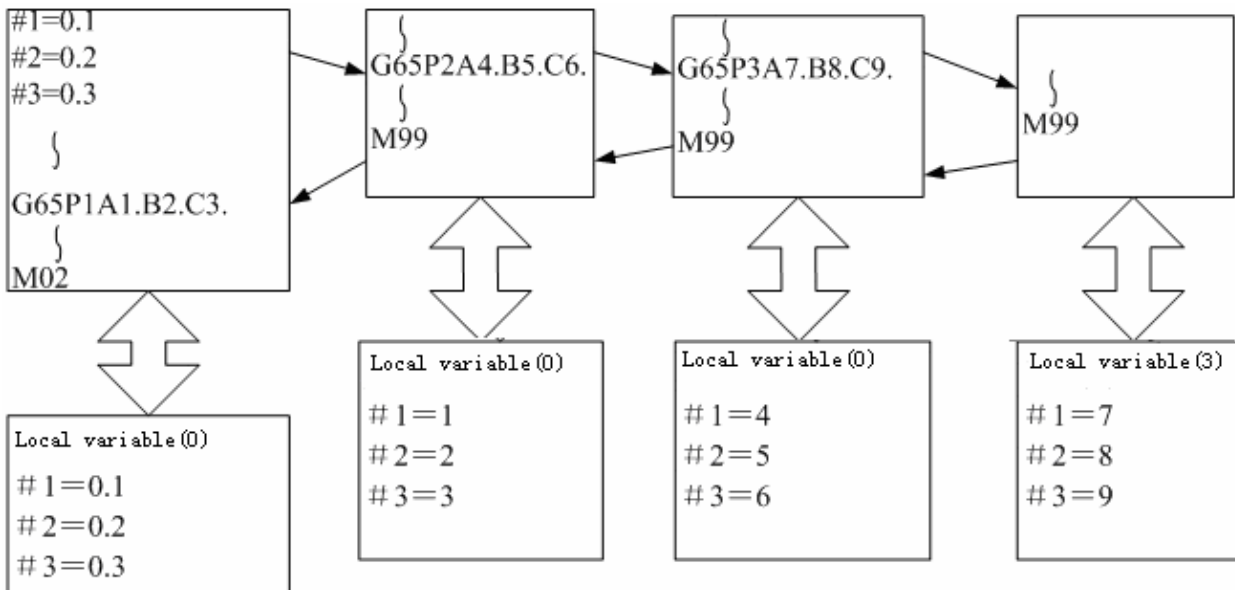 #1=0.1
#2=0.2
#3=0.3
G65P1A1.B2.C3.
M02
G65P2A4.B5.C6.
M99
G65P3A7.B8.C9.
M99
M99
Local variable(0)
#1=0.1
#2=0.2
#3=0.3
Local variable(0)
#1=1
#2=2
#3=3
Local variable(0)
#1=4
#2=5
#3=6
Local variable(3)
#1=7
#2=8
#3=9